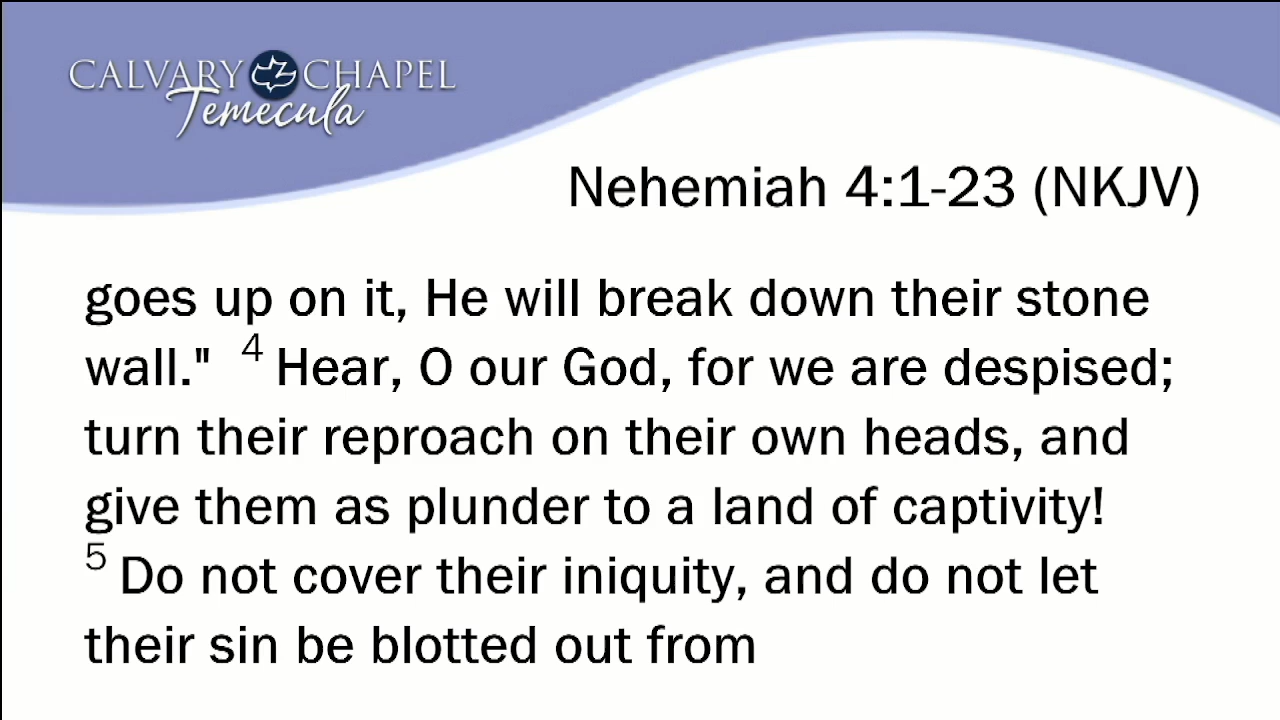 CALVARY CHAPEL
Temecula
Nehemiah 4:1-23 (NKJV)
goes up on it, He will break down their stone
wall." 4 Hear, O our God, for we are despised;
turn their reproach on their own heads, and
give them as plunder to a land of captivity!
5 Do not cover their iniquity, and do not let
their sin be blotted out from